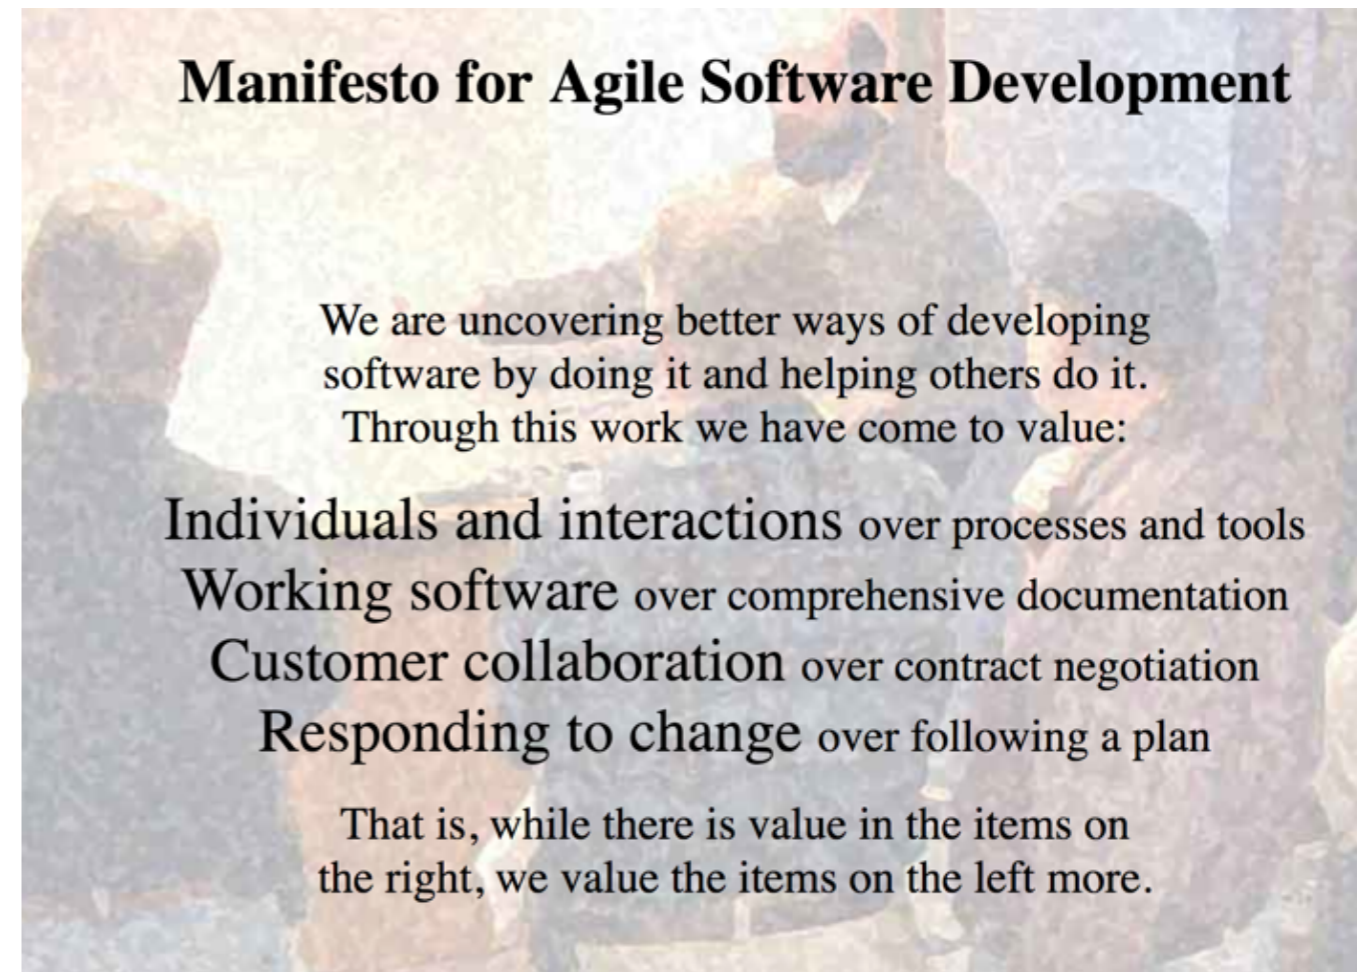 Manifesto for Agile Software Development
We are uncovering better ways of developing
software by doing it and helping others do it.
Through this work we have come to value:
Individuals and interactions over processes and tools
Working software over comprehensive documentation
Customer collaboration over contract negotiation
Responding to change over following a plan
That is, while there is value in the items on
the right, we value the items on the left more.